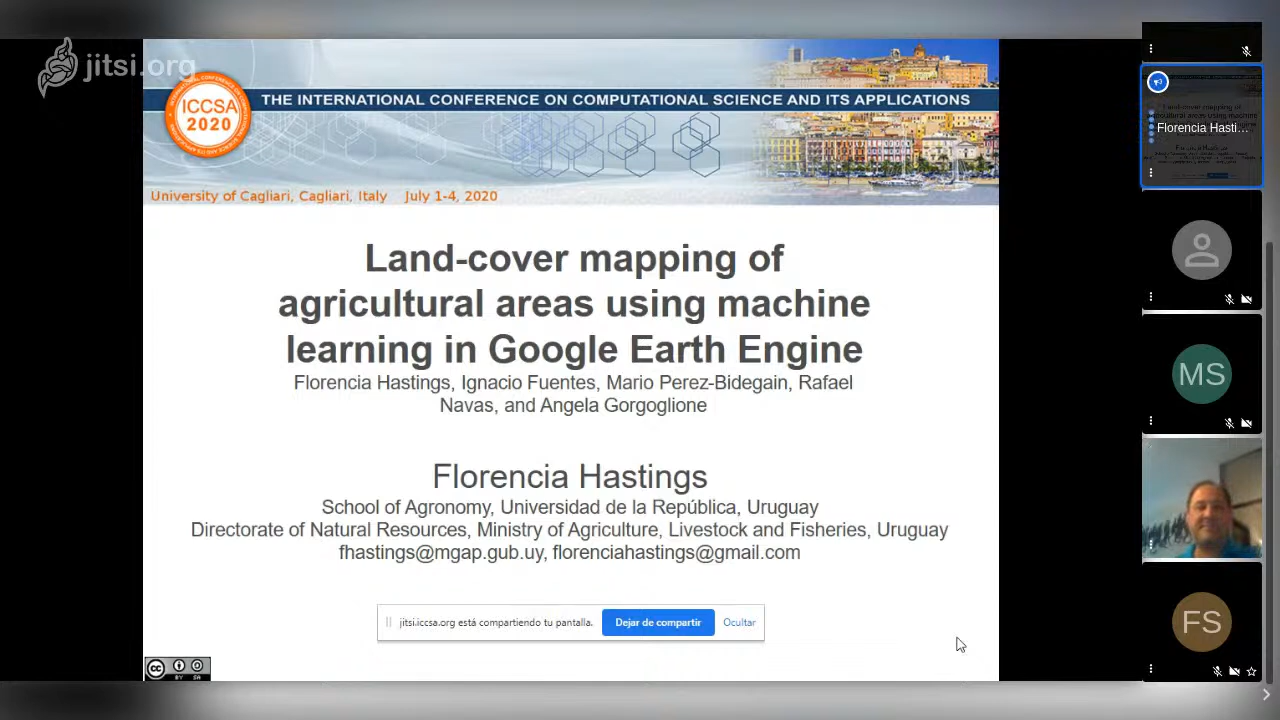 jitsi.org
ICCSA
2020
THE INTERNATIONAL CONFERENCE ON COMPUTATIONAL SCIENCE AND ITS APPLICATIONS
University of Cagliari, Cagliari, Italy July 1-4, 2020
Land-cover mapping of
agricultural areas using machine
learning in Google Earth Engine
Florencia Hastings, Ignacio Fuentes, Mario Perez-Bidegain, Rafael
Navas, and Angela Gorgoglione
Florencia Hastings
School of Agronomy, Universidad de la República, Uruguay
Directorate of Natural Resources, Ministry of Agriculture, Livestock and Fisheries, Uruguay
fhastings@mgap.gub.uy, florenciahastings@gmail.com
jitsi.iccsa.org está compartiendo tu pantalla.
Dejar de compartir
Ocultar
cc
BY SA
Florencia Hasti...
MS
FS